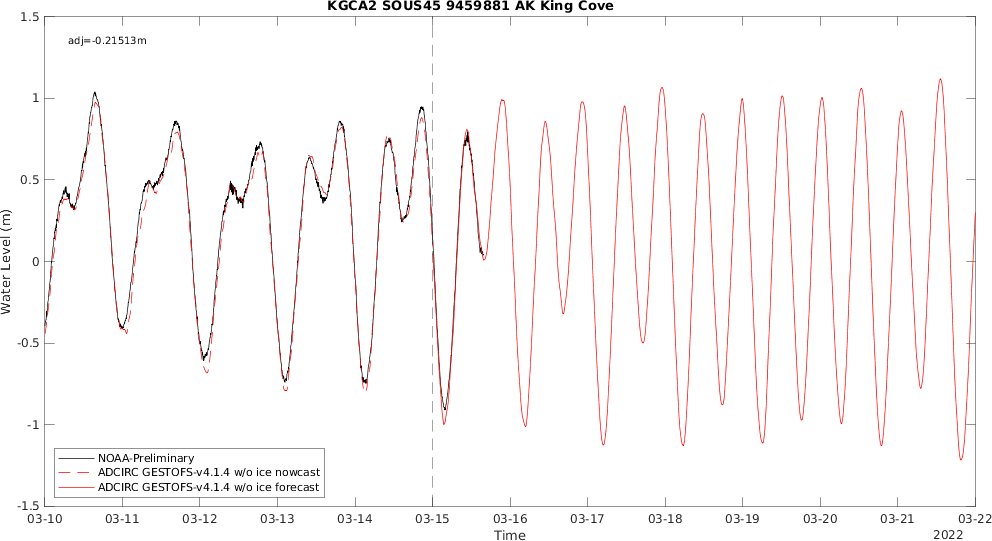 KGCA2 SOUS45 9459881 AK King Cove
adj=-0.21513m
1.5
1
0.5
0
-0.5
-1
-1.5
Water Level (m)
NOAA-Preliminary
ADCIRC GESTOFS-v4.1.4 w/o ice nowcast
ADCIRC GESTOFS-v4.1.4 w/o ice forecast
03-10 03-11 03-12 03-13 03-14 03-15 03-16 03-17 03-18 03-19 03-20 03-21 03-22
Time
2022